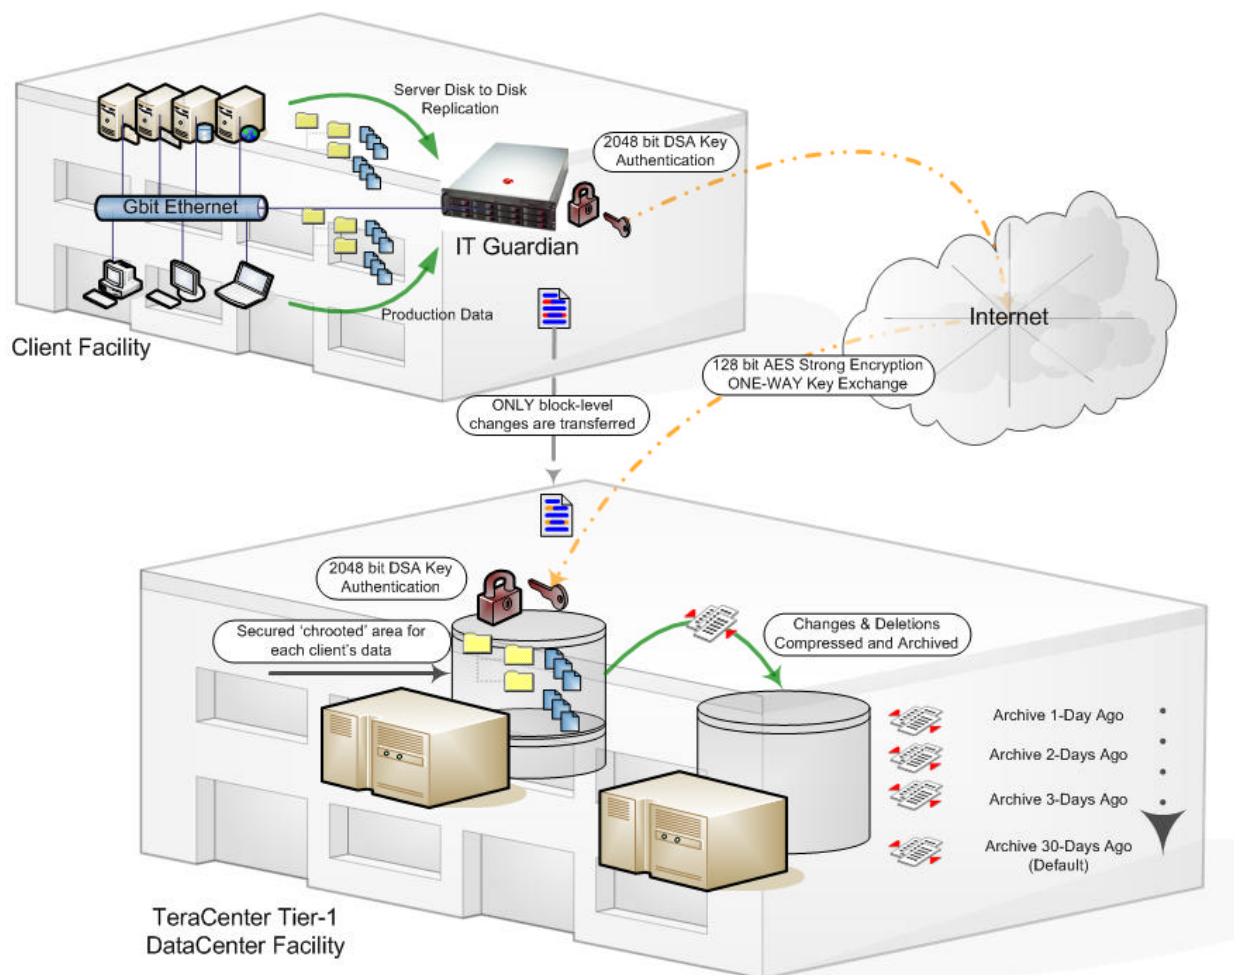 Server Disk to Disk
Replication
2048 bit DSA Key
Authentication
Gbit Ethernet
IT Guardian
Production Data
Client Facility
Internet
128 bit AES Strong Encryption
ONE-WAY Key Exchange
ONLY block-level
changes are transferred
2048 bit DSA Key
Authentication
Secured ‘chrooted’ area for
each client’s data
Changes & Deletions
Compressed and Archived
Archive 1-Day Ago
Archive 2-Days Ago
Archive 3-Days Ago
Archive 30-Days Ago
(Default)
TeraCenter Tier-1
DataCenter Facility